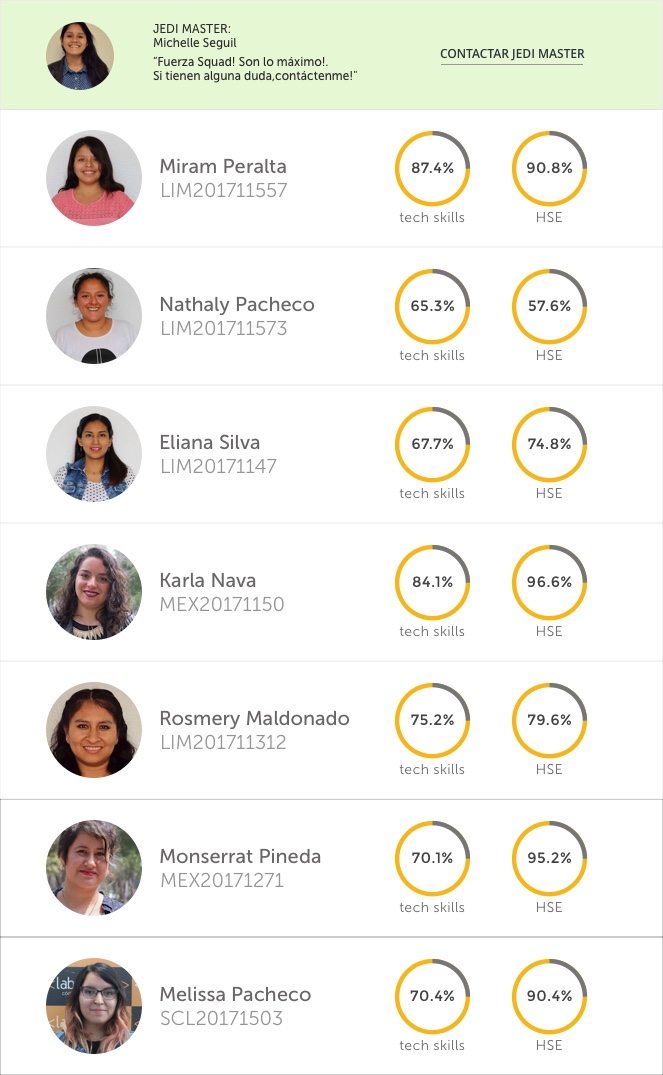 JEDI MASTER:
Michelle Seguil
"Fuerza Squad! Son lo máximo!.
Si tienen alguna duda,contáctenme!"
CONTACTAR JEDI MASTER
Miram Peralta
LIM201711557
87.4%
tech skills
90.8%
HSE
Nathaly Pacheco
LIM201711573
65.3%
tech skills
57.6%
HSE
Eliana Silva
LIM20171147
67.7%
tech skills
74.8%
HSE
Karla Nava
MEX20171150
84.1%
tech skills
96.6%
HSE
Rosmery Maldonado
LIM201711312
75.2%
tech skills
79.6%
HSE
Monserrat Pineda
MEX20171271
70.1%
tech skills
95.2%
HSE
<lab
Melissa Pacheco
SCL20171503
70.4%
tech skills
90.4%
HSE